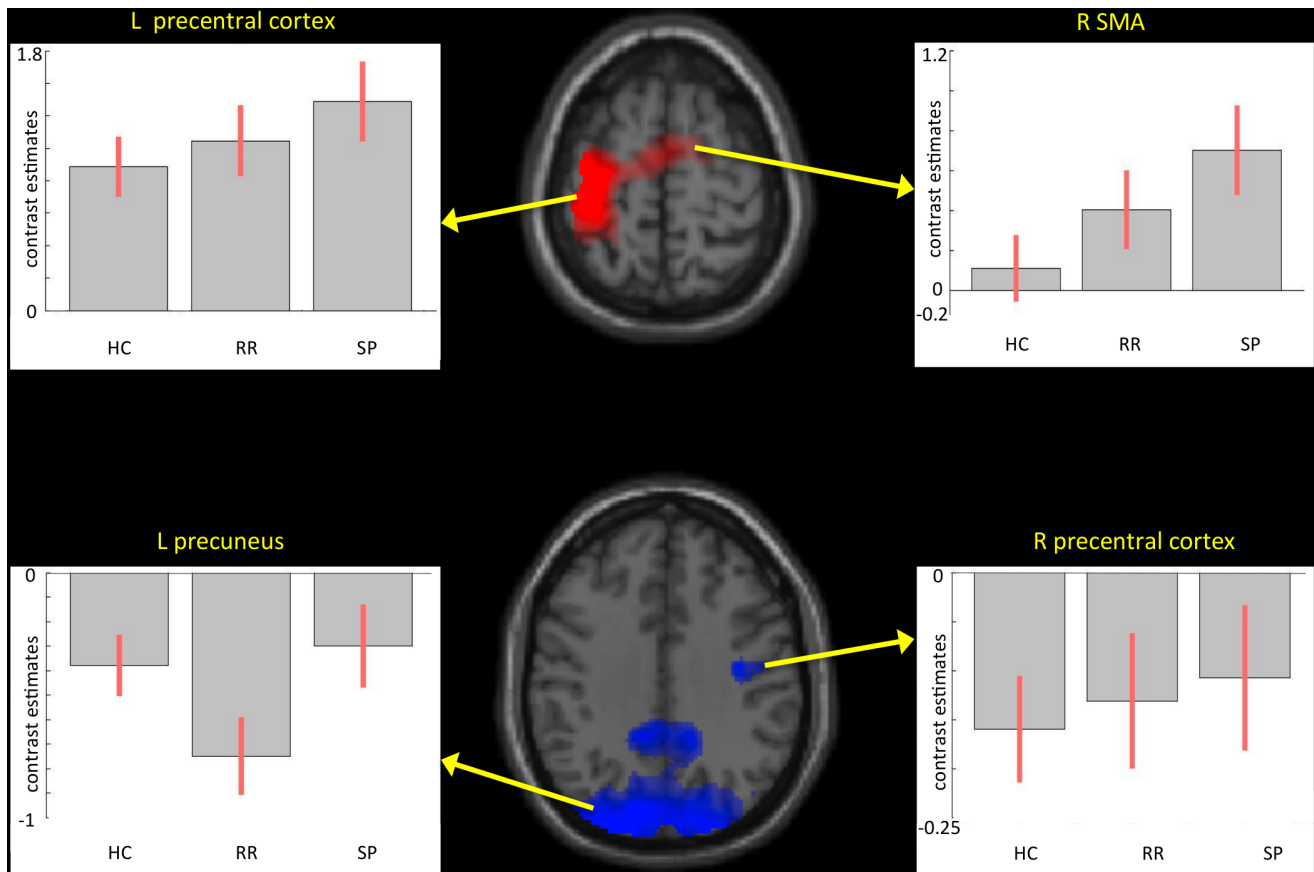 L precentral cortex
1.8
contrast estimates
0
HC RR SP
R SMA
1.2
contrast estimates
0
-0.2
HC RR SP
L precuneus
0
contrast estimates
-1
HC RR SP
R precentral cortex
0
contrast estimates
-0.25
HC RR SP